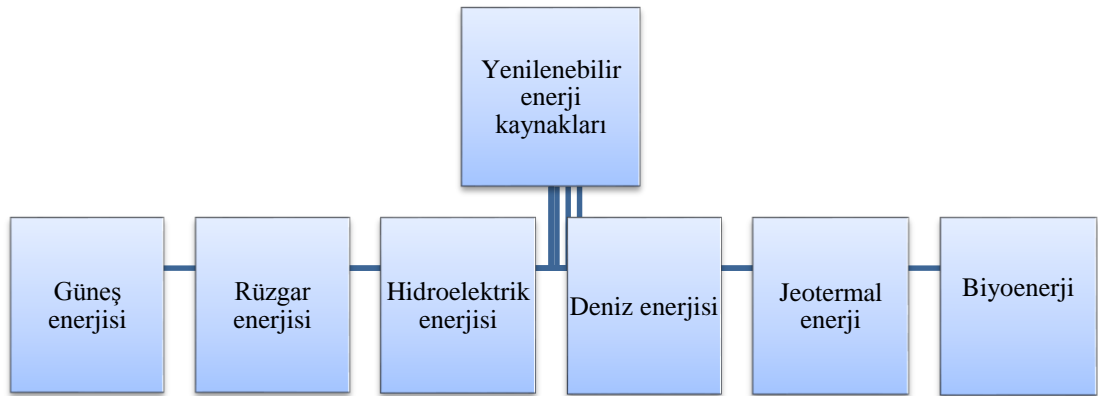 Yenilenebilir
enerji
kaynakları
Güneş
enerjisi
Rüzgar
enerjisi
Hidroelektrik
enerjisi
Deniz enerjisi
Jeotermal
enerji
Biyoenerji